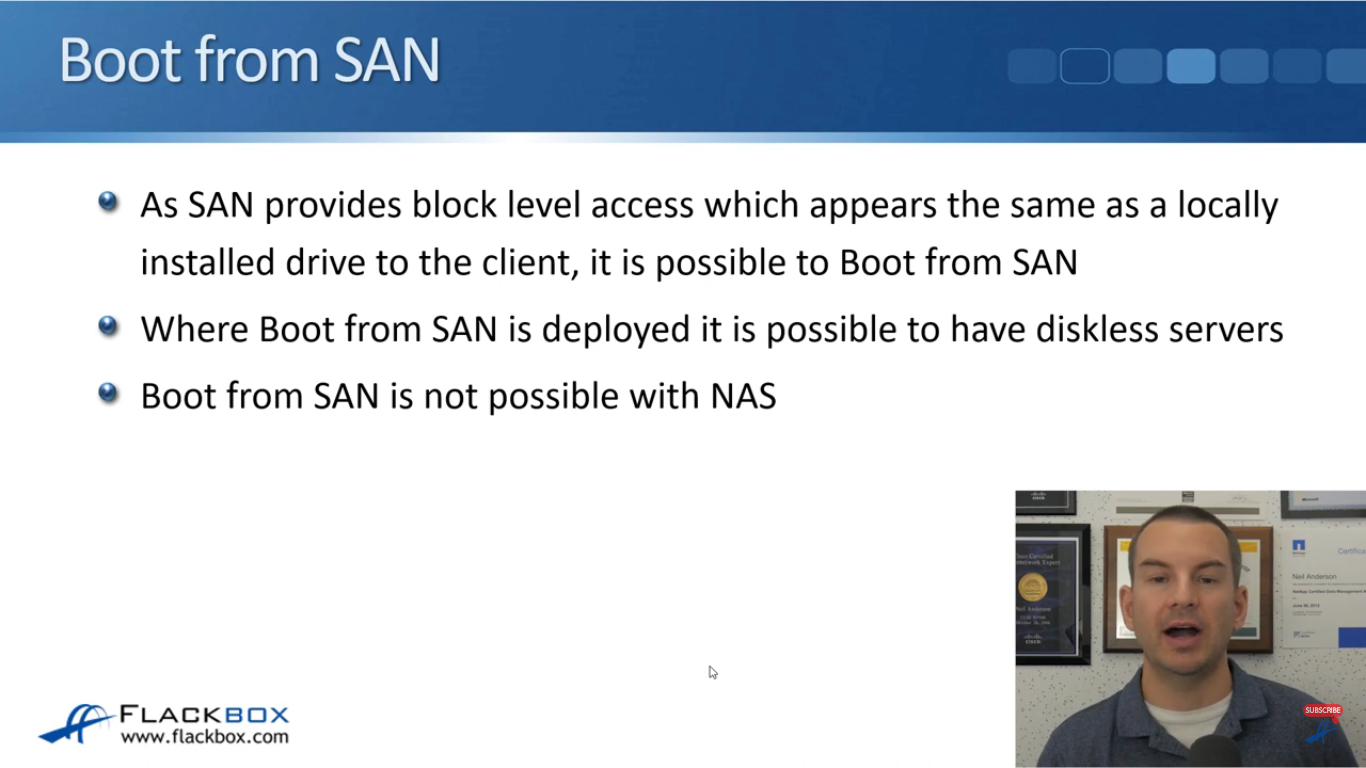 Boot from SAN
As SAN provides block level access which appears the same as a locally
installed drive to the client, it is possible to Boot from SAN
Where Boot from SAN is deployed it is possible to have diskless servers
Boot from SAN is not possible with NAS
FLACKBOX
www.flackbox.com
Neil Anderson
CISCO
SUBSCRIBE